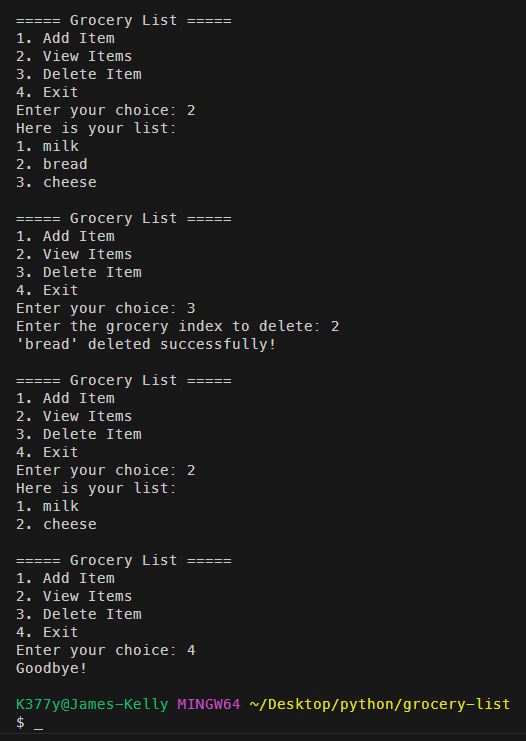 ===== Grocery List =====
1. Add Item
2. View Items
3. Delete Item
4. Exit
Enter your choice: 2
Here is your list:
1. milk
2. bread
3. cheese

===== Grocery List =====
1. Add Item
2. View Items
3. Delete Item
4. Exit
Enter your choice: 3
Enter the grocery index to delete: 2
'bread' deleted successfully!

===== Grocery List =====
1. Add Item
2. View Items
3. Delete Item
4. Exit
Enter your choice: 2
Here is your list:
1. milk
2. cheese

===== Grocery List =====
1. Add Item
2. View Items
3. Delete Item
4. Exit
Enter your choice: 4
Goodbye!

K377y@James-Kelly MINGW64 ~/Desktop/python/grocery-list
$ _